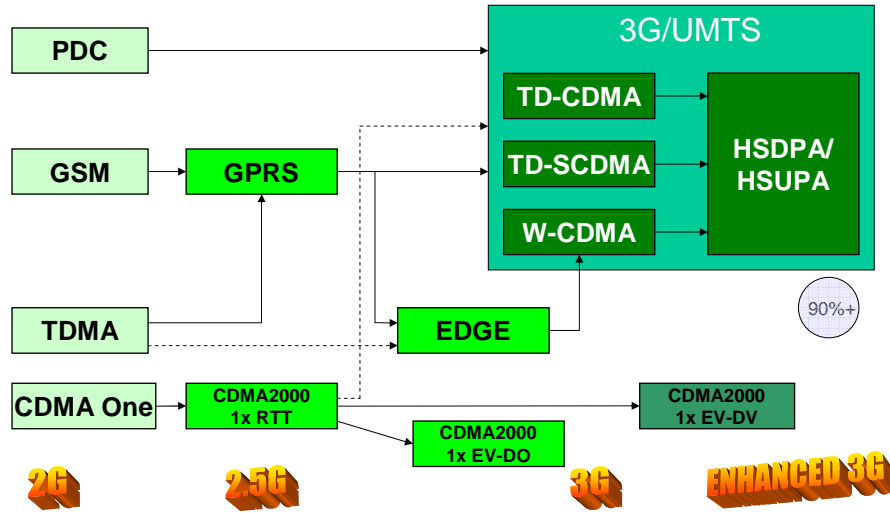 3G/UMTS
PDC
TD-CDMA
GSM
GPRS
TD-SCDMA
HSDPA/
HSUPA
W-CDMA
90%+
TDMA
EDGE
CDMA One
CDMA2000
1x RTT
CDMA2000
1x EV-DV
CDMA2000
1x EV-DO
2G
2.5G
3G
ENHANCED 3G